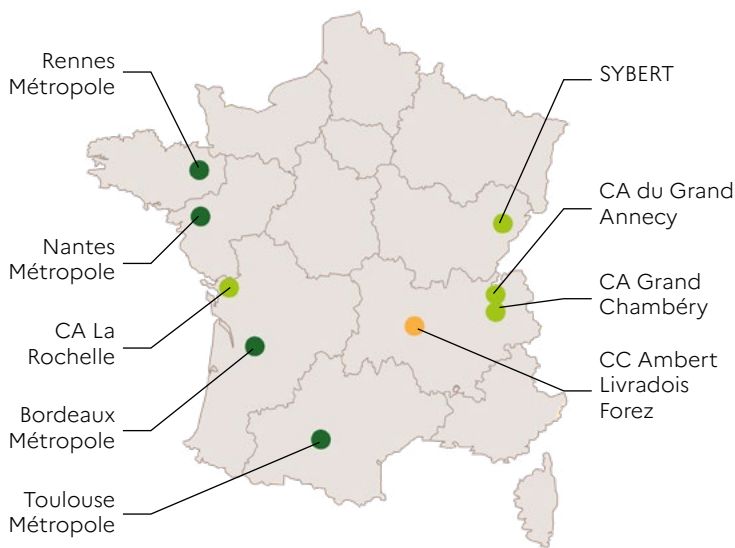 Rennes
Métropole
Nantes
Métropole
CA La
Rochelle
Bordeaux
Métropole
Toulouse
Métropole
SYBERT
CA du Grand
Annecy
CA Grand
Chambéry
CC Ambert
Livradois
Forez